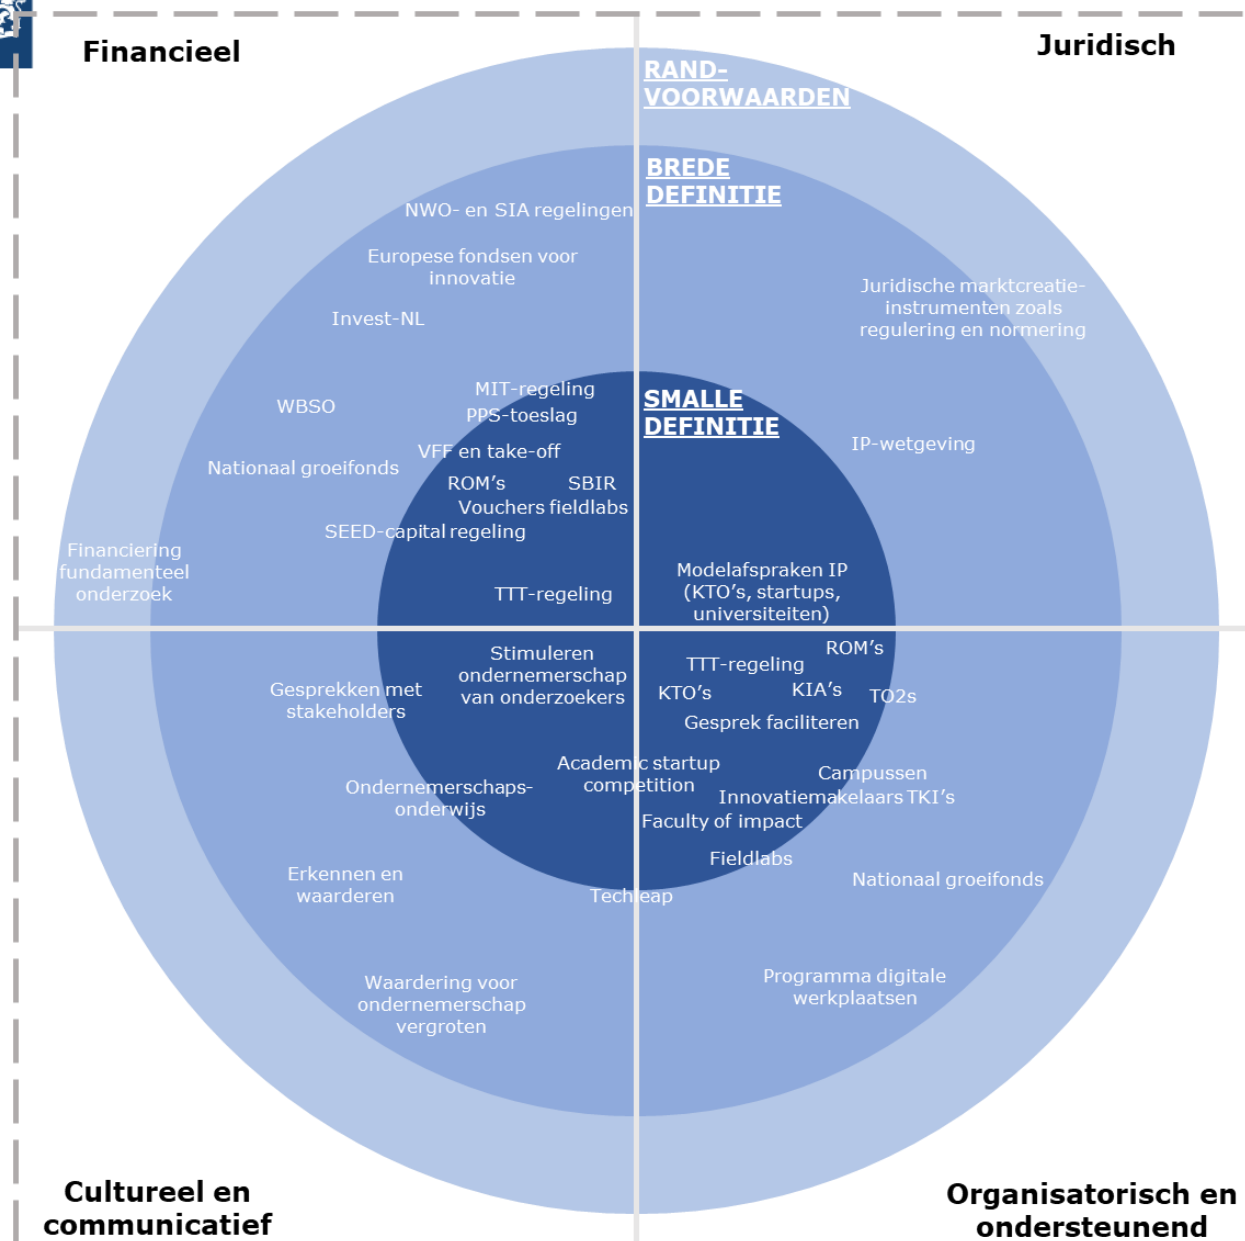 Financieel
Juridisch
RAND-
VOORWAARDEN
BREDE
DEFINITIE
NWO- en SIA regelingen
Europese fondsen voor
innovatie
Invest-NL
Juridische marktcreatie-
instrumenten zoals
regulering en normering
MIT-regeling
WBSO
PPS-toeslag
SMALLE
DEFINITIE
VFF en take-off
IP-wetgeving
Nationaal groeifonds
ROM's
SBIR
Vouchers fieldlabs
SEED-capital regeling
Financiering
fundamenteel
onderzoek
TTT-regeling
Modelafspraken IP
(KTO's, startups,
universiteiten)
Stimuleren
ondernemerschap
van onderzoekers
ROM's
TTT-regeling
KTO's
KIA's
TO2s
Gesprekken met
stakeholders
Gesprek faciliteren
Academic startup
competition
Campussen
Innovatiemakelaars TKI's
Ondernemerschaps-
onderwijs
Faculty of impact
Fieldlabs
Erkennen en
waarderen
Nationaal groeifonds
Techleap
Waardering voor
ondernemerschap
vergroten
Programma digitale
werkplaatsen
Cultureel en
communicatief
Organisatorisch en
ondersteunend